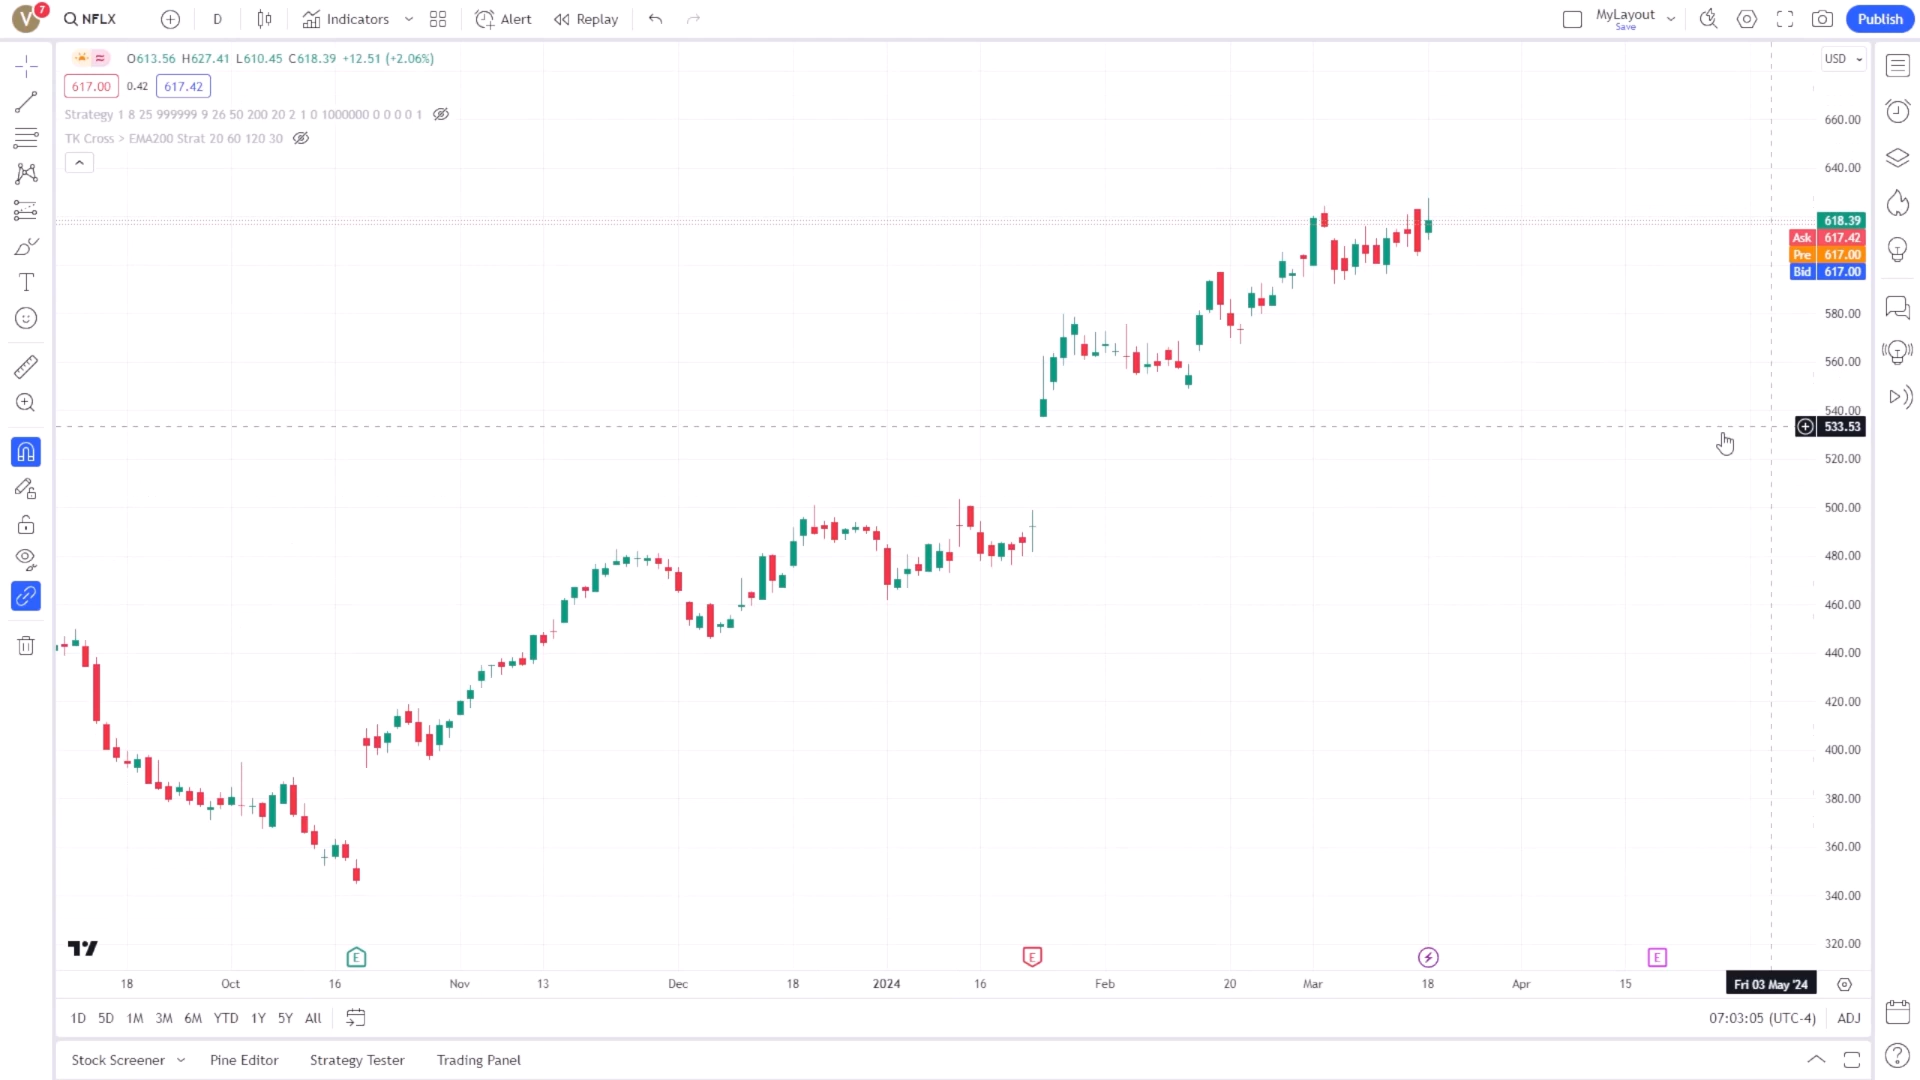 V 7 NFLX D Indicators Alert Replay MyLayout Save Publish
O613.56 H627.41 L610.45 C618.39 +12.51 (+2.06%) USD
617.00 0.42 617.42
Strategy 1 8 25 999999 9 26 50 200 20 2 1 0 1000000 0 0 0 0 1
TK Cross > EMA200 Strat 20 60 120 30
660.00
640.00
618.39
Ask 617.42
Pre 617.00
Bid 617.00
580.00
560.00
540.00
533.53
520.00
500.00
480.00
460.00
440.00
420.00
400.00
380.00
360.00
340.00
320.00
E E E
18 Oct 16 Nov 13 Dec 18 2024 16 Feb 20 Mar 18 Apr 15 Fri 03 May '24
1D 5D 1M 3M 6M YTD 1Y 5Y All 07:03:05 (UTC-4) ADJ
Stock Screener Pine Editor Strategy Tester Trading Panel